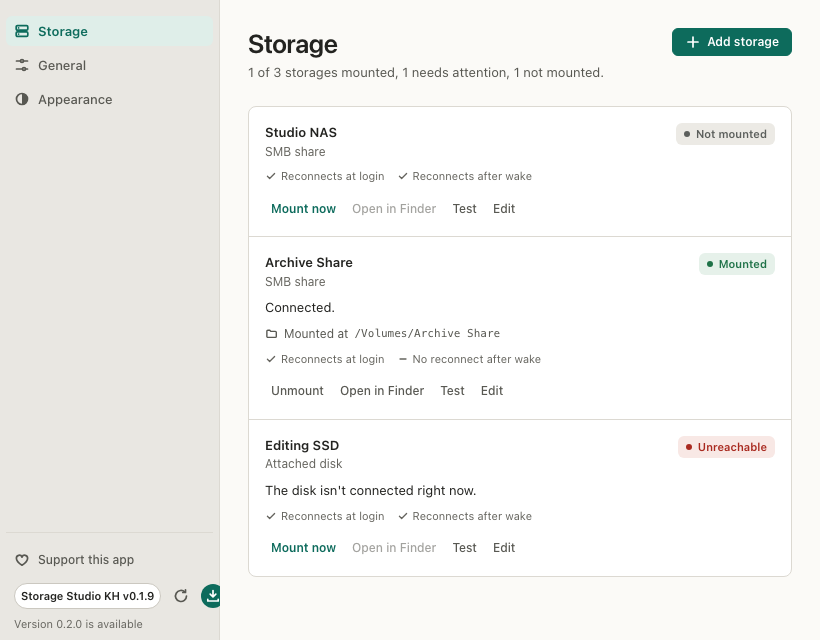 Storage
General
Appearance
Support this app
Storage Studio KH v0.1.9
Version 0.2.0 is available
Storage
Add storage
1 of 3 storages mounted, 1 needs attention, 1 not mounted.
Studio NAS
Not mounted
SMB share
Reconnects at login Reconnects after wake
Mount now Open in Finder Test Edit
Archive Share
Mounted
SMB share
Connected.
Mounted at /Volumes/Archive Share
Reconnects at login No reconnect after wake
Unmount Open in Finder Test Edit
Editing SSD
Unreachable
Attached disk
The disk isn't connected right now.
Reconnects at login Reconnects after wake
Mount now Open in Finder Test Edit